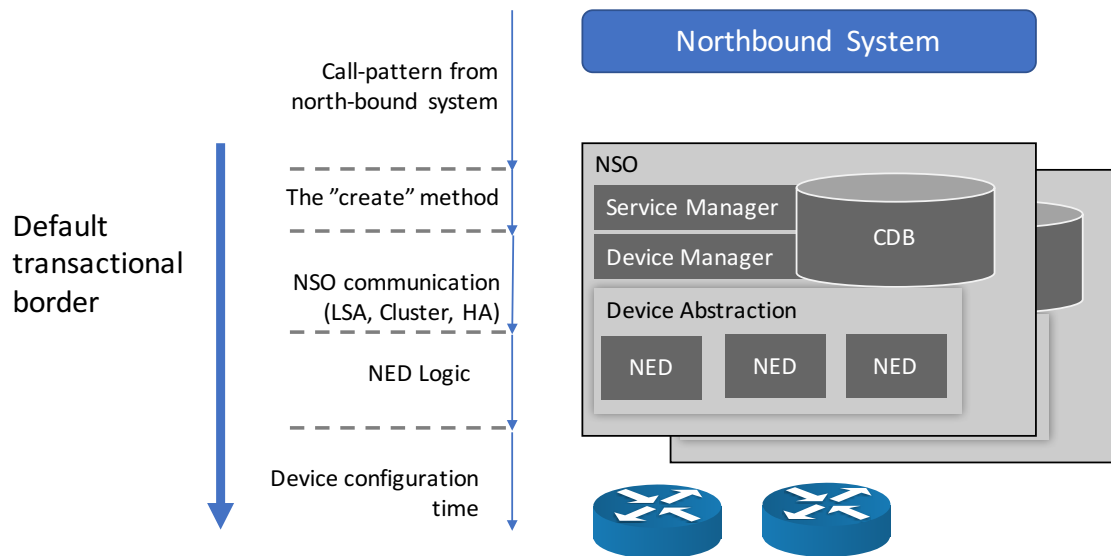 Northbound System
Call-pattern from
north-bound system
Default
transactional
border
The ”create” method
NSO communication
(LSA, Cluster, HA)
NED Logic
Device configuration
time
NSO
Service Manager
Device Manager
CDB
Device Abstraction
NED
NED
NED